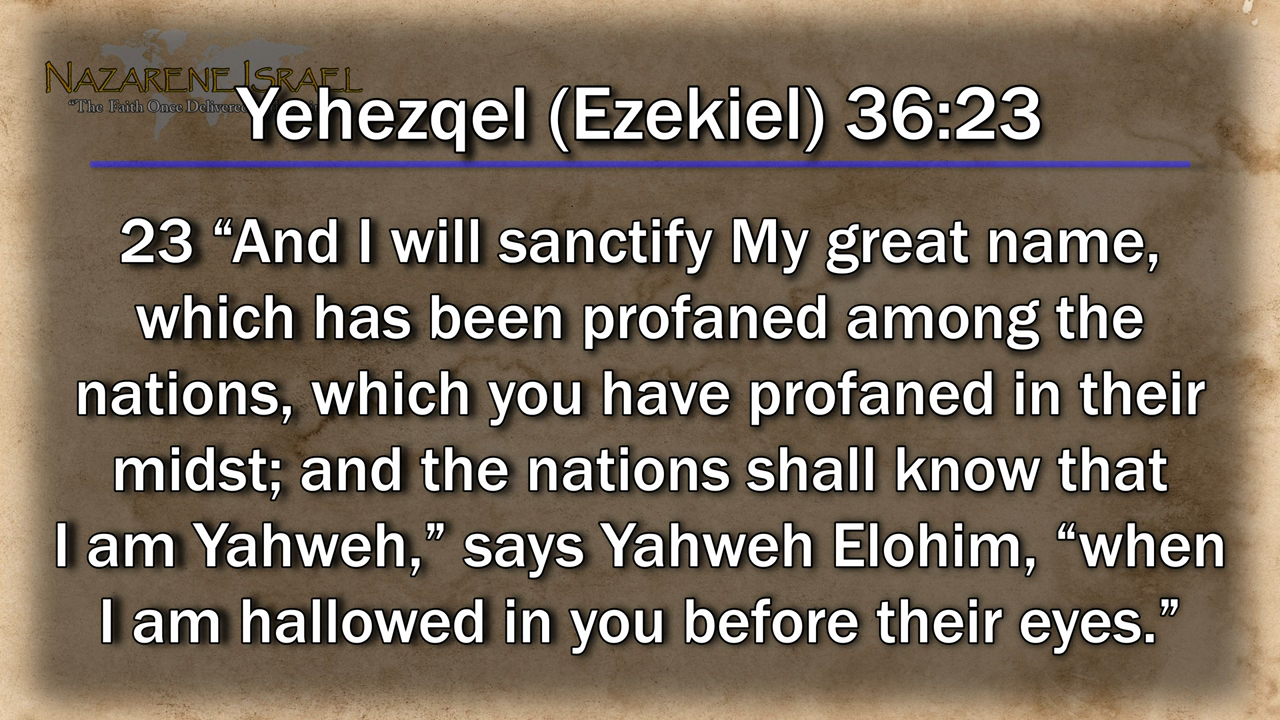 NAZARENE ISRAEL
"The Faith Once Delivered
Yehezqel (Ezekiel) 36:23
23 “And I will sanctify My great name,
which has been profaned among the
nations, which you have profaned in their
midst; and the nations shall know that
I am Yahweh,” says Yahweh Elohim, “when
I am hallowed in you before their eyes.”